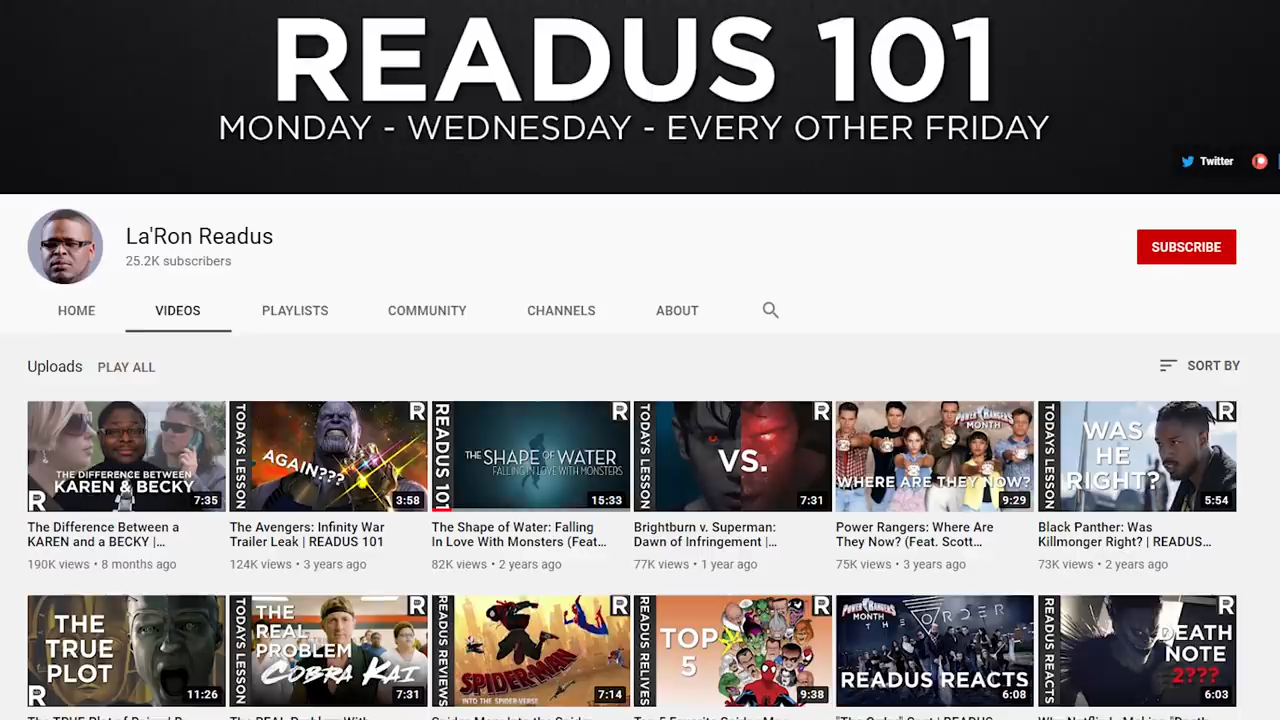 READUS 101
MONDAY - WEDNESDAY - EVERY OTHER FRIDAY
Twitter
La'Ron Readus
25.2K subscribers
SUBSCRIBE
HOME VIDEOS PLAYLISTS COMMUNITY CHANNELS ABOUT
Uploads PLAY ALL SORT BY
THE DIFFERENCE BETWEEN
KAREN & BECKY
R
7:35
TODAYS LESSON
R
AGAIN???
3:58
READUS 101
R
THE SHAPE OF WATER
FALLING IN LOVE WITH MONSTERS
15:33
TODAYS LESSON
R
VS.
7:31
POWER RANGERS
MONTH
WHERE ARE THEY NOW?
9:29
TODAYS LESSON
R
WAS
HE
RIGHT?
5:54
The Difference Between a
KAREN and a BECKY |...
190K views • 8 months ago
The Avengers: Infinity War
Trailer Leak | READUS 101
124K views • 3 years ago
The Shape of Water: Falling
In Love With Monsters (Feat...
82K views • 2 years ago
Brightburn v. Superman:
Dawn of Infringement |...
77K views • 1 year ago
Power Rangers: Where Are
They Now? (Feat. Scott...
75K views • 3 years ago
Black Panther: Was
Killmonger Right? | READUS...
73K views • 2 years ago
THE
TRUE
PLOT
R
11:26
TODAYS LESSON
R
THE
REAL
PROBLEM
COBRA KAI
7:31
READUS REVIEWS
R
SPIDER-MAN
INTO THE SPIDER-VERSE
7:14
READUS RELIVES
R
TOP
5
9:38
POWER RANGERS
MONTH
THE ORDER
READUS REACTS
6:08
READUS REACTS
R
DEATH
NOTE
2???
6:03